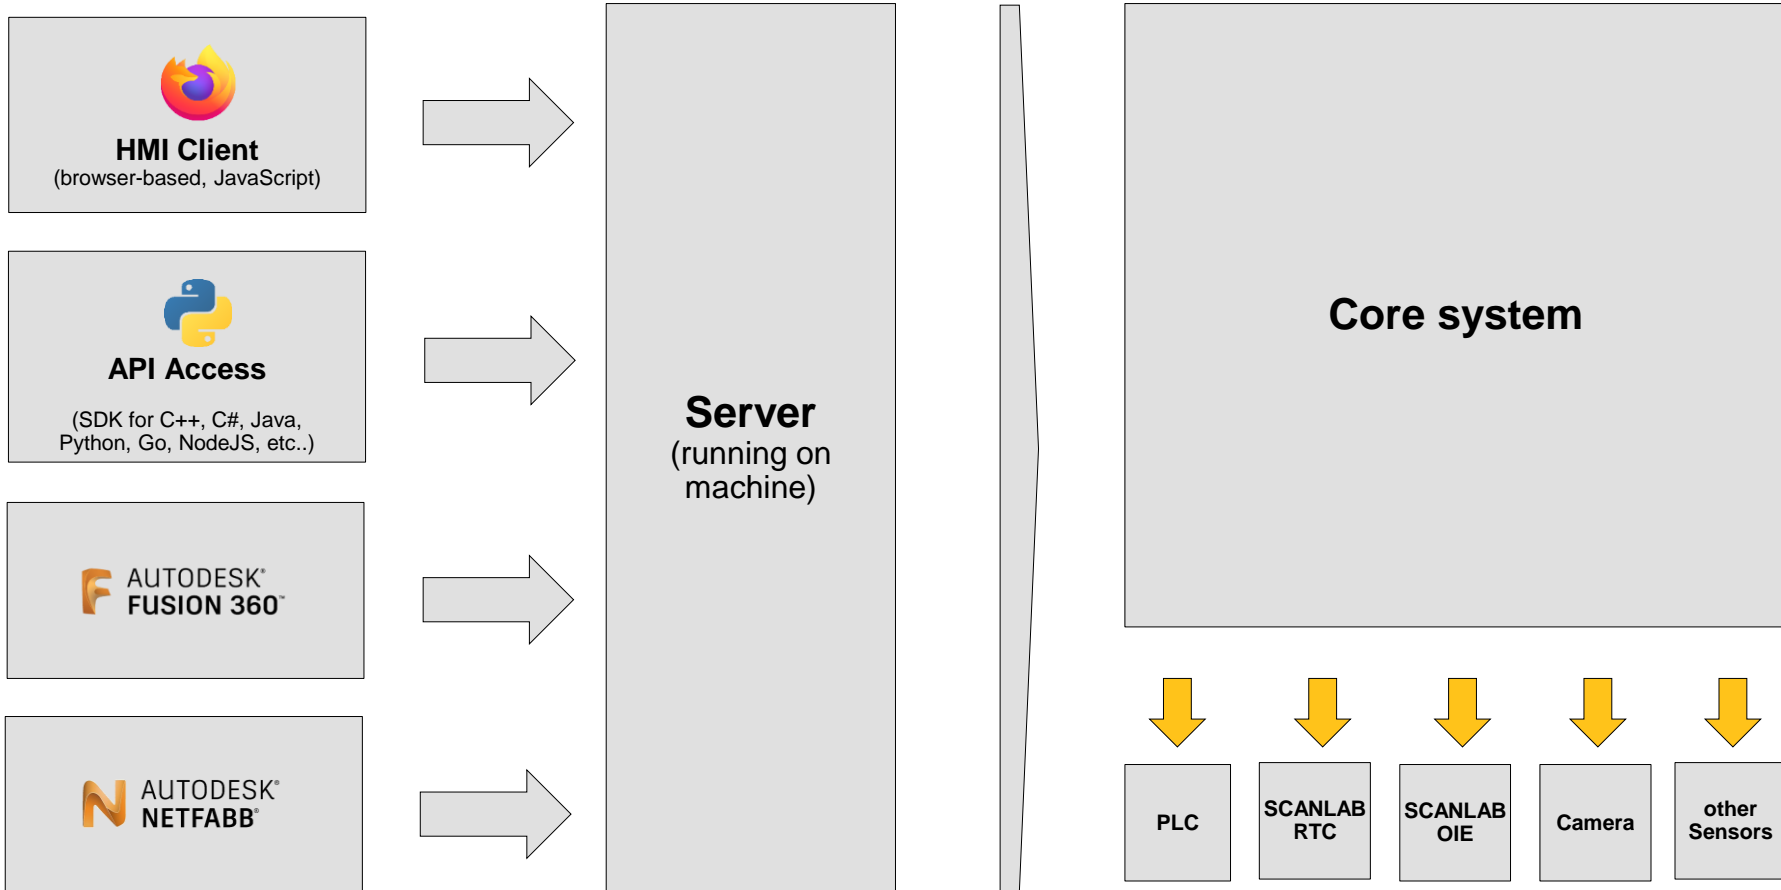 HMI Client
(browser-based, JavaScript)
API Access
(SDK for C++, C#, Java,
Python, Go, NodeJS, etc..)
AUTODESK®
FUSION 360™
AUTODESK®
NETFABB®
Server
(running on
machine)
Core system
PLC
SCANLAB
RTC
SCANLAB
OIE
Camera
other
Sensors